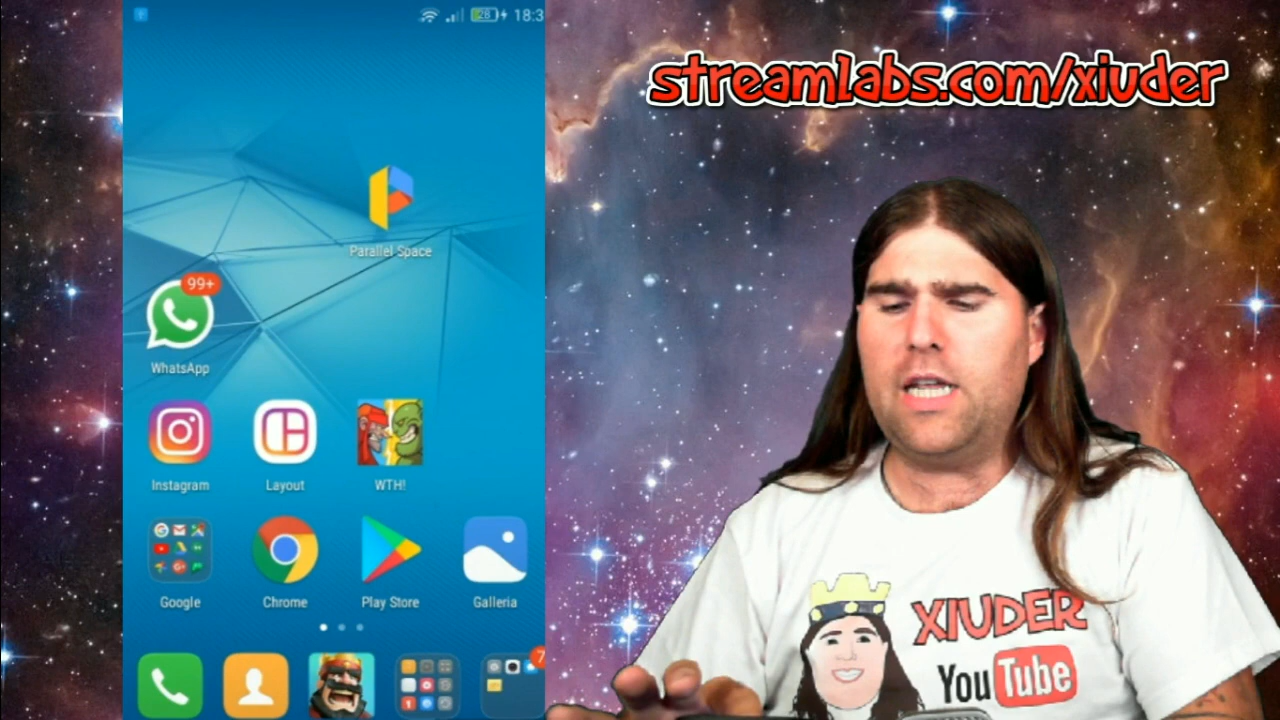 28 18:3
streamlabs.com/xiuder
Parallel Space
99+
WhatsApp
Instagram
Layout
WTH!
Google
Chrome
Play Store
Galleria
7
XIUDER
YouTube